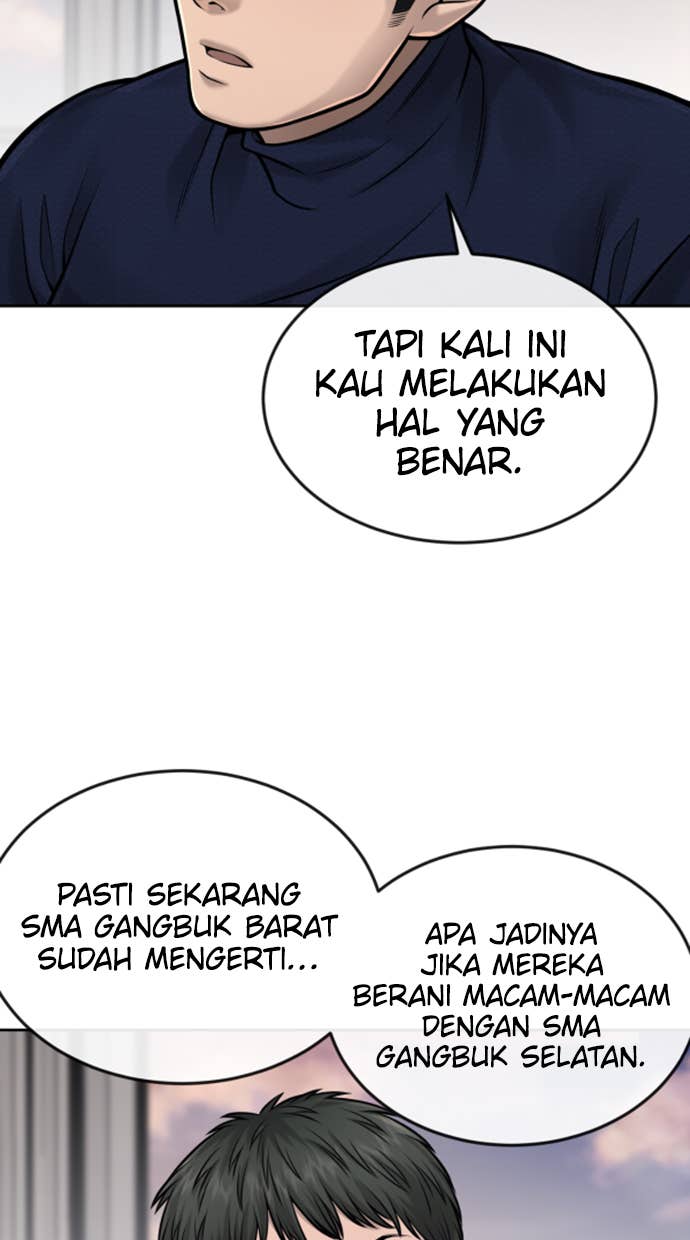 TAPI KALI INI
KAU MELAKUKAN
HAL YANG
BENAR.
PASTI SEKARANG
SMA GANGBUK BARAT
SUDAH MENGERTI...
APA JADINYA
JIKA MEREKA
BERANI MACAM-MACAM
DENGAN SMA
GANGBUK SELATAN.